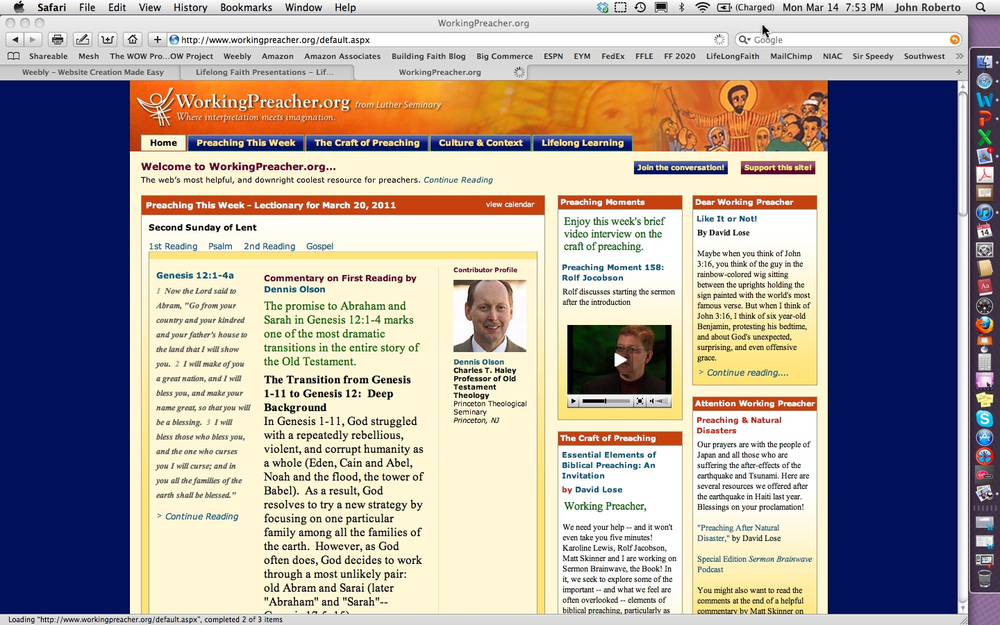 Safari File Edit View History Bookmarks Window Help
(Charged) Mon Mar 14 7:53 PM John Roberto
WorkingPreacher.org
http://www.workingpreacher.org/default.aspx
Google
Shareable Mesh The WOW Pro...OW Project Weebly Amazon Amazon Associates Building Faith Blog Big Commerce ESPN EYM FedEx FFLE FF 2020 LifeLongFaith MailChimp NIAC Sir Speedy Southwest
Weebly – Website Creation Made Easy
Lifelong Faith Presentations – Lif...
WorkingPreacher.org
WorkingPreacher.org from Luther Seminary
Where interpretation meets imagination.
Home
Preaching This Week
The Craft of Preaching
Culture & Context
Lifelong Learning
Welcome to WorkingPreacher.org...
The web's most helpful, and downright coolest resource for preachers. Continue Reading
Join the conversation!
Support this site!
Preaching This Week - Lectionary for March 20, 2011
view calendar
Second Sunday of Lent
1st Reading Psalm 2nd Reading Gospel
Genesis 12:1-4a
1 Now the Lord said to
Abram, "Go from your
country and your kindred
and your father's house to
the land that I will show
you. 2 I will make of you
a great nation, and I will
bless you, and make your
name great, so that you will
be a blessing. 3 I will
bless those who bless you,
and the one who curses
you I will curse; and in
you all the families of the
earth shall be blessed."
> Continue Reading
Commentary on First Reading by
Dennis Olson
The promise to Abraham and
Sarah in Genesis 12:1-4 marks
one of the most dramatic
transitions in the entire story of
the Old Testament.
The Transition from Genesis
1-11 to Genesis 12: Deep
Background
In Genesis 1-11, God struggled
with a repeatedly rebellious,
violent, and corrupt humanity as
a whole (Eden, Cain and Abel,
Noah and the flood, the tower of
Babel). As a result, God
resolves to try a new strategy by
focusing on one particular
family among all the families of
the earth. However, as God
often does, God decides to work
through a most unlikely pair:
old Abram and Sarai (later
"Abraham" and "Sarah"--
Contributor Profile
Dennis Olson
Charles T. Haley
Professor of Old
Testament
Theology
Princeton Theological
Seminary
Princeton, NJ
Preaching Moments
Enjoy this week's brief
video interview on the
craft of preaching.
Preaching Moment 158:
Rolf Jocobson
Rolf discusses starting the sermon
after the introduction
The Craft of Preaching
Essential Elements of
Biblical Preaching: An
Invitation
by David Lose
Working Preacher,
We need your help -- and it won't
even take you five minutes!
Karoline Lewis, Rolf Jacobson,
Matt Skinner and I are working on
Sermon Brainwave, the Book! In
it, we seek to explore some of the
important -- and what we feel are
often overlooked -- elements of
biblical preaching, particularly as
Dear Working Preacher
Like It or Not!
By David Lose
Maybe when you think of John
3:16, you think of the guy in the
rainbow-colored wig sitting
between the uprights holding the
sign painted with the world's most
famous verse. But when I think of
John 3:16, I think of six year-old
Benjamin, protesting his bedtime,
and about God's unexpected,
surprising, and even offensive
grace.
> Continue reading....
Attention Working Preacher
Preaching & Natural
Disasters
Our prayers are with the people of
Japan and all those who are
suffering the after-effects of the
earthquake and Tsunami. Here are
several resources we offered after
the earthquake in Haiti last year.
Blessings on your proclamation!
"Preaching After Natural
Disaster," by David Lose
Special Edition Sermon Brainwave
Podcast
You might also want to read the
comments at the end of a helpful
commentary by Matt Skinner on
Loading "http://www.workingpreacher.org/default.aspx", completed 2 of 3 items